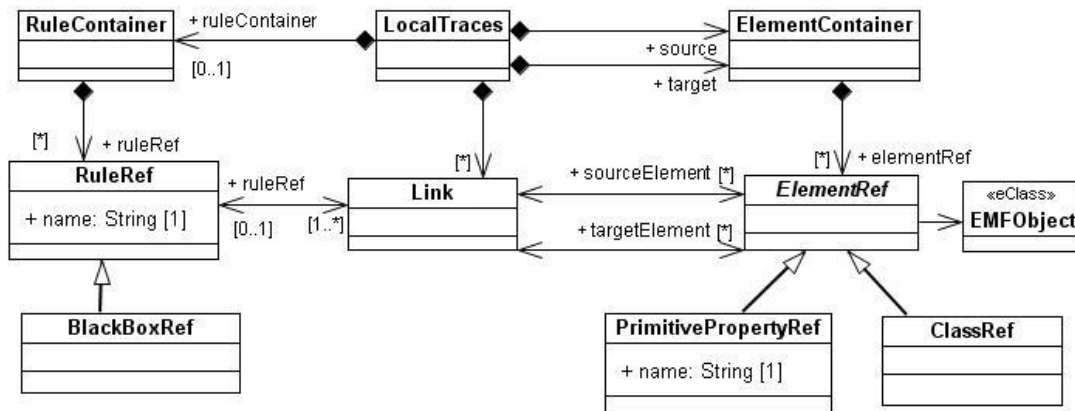 RuleContainer
+ ruleContainer
LocalTraces
ElementContainer
[0..1]
+ source
+ target
[*]
+ ruleRef
[*]
[*]
+ elementRef
RuleRef
+ name: String [1]
+ ruleRef
[0..1]
[1..*]
Link
+ sourceElement [*]
+ targetElement [*]
ElementRef
«eClass»
EMFObject
BlackBoxRef
PrimitivePropertyRef
+ name: String [1]
ClassRef